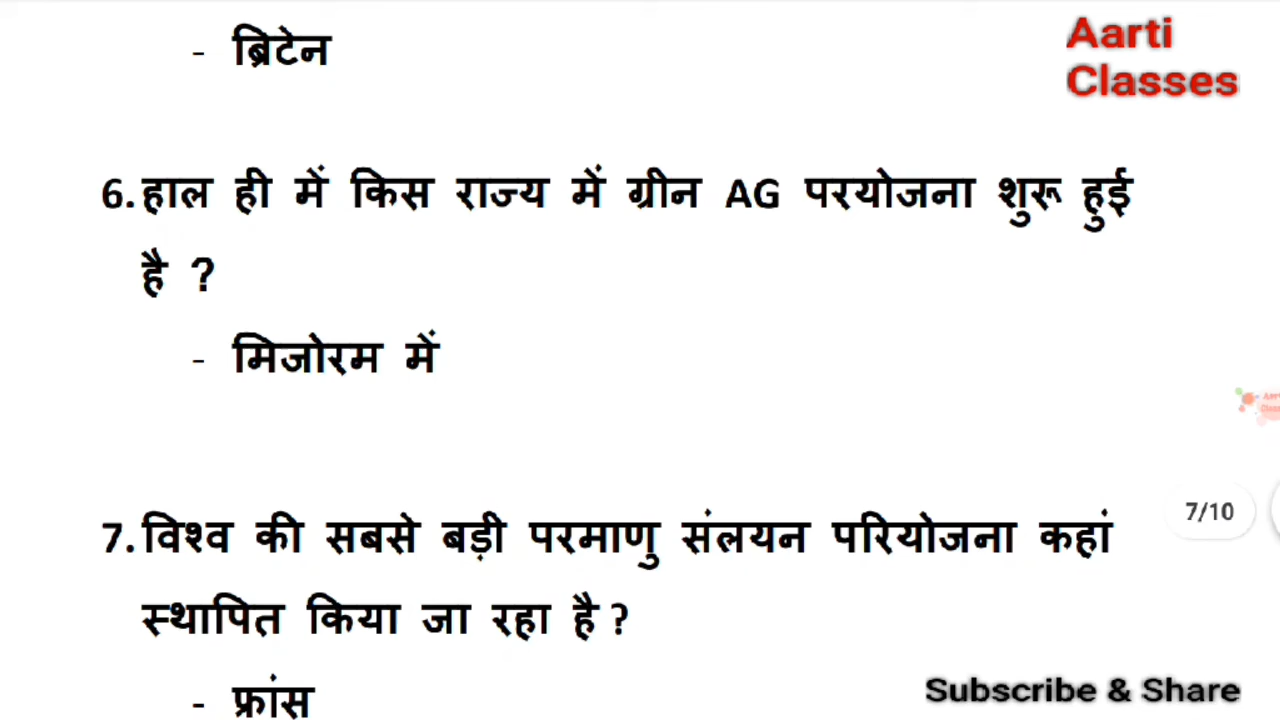 - ब्रिटेन
Aarti
Classes
6. हाल ही में किस राज्य में ग्रीन AG परयोजना शुरू हुई
है ?
- मिजोरम में
7/10
7. विश्व की सबसे बड़ी परमाणु संलयन परियोजना कहां
स्थापित किया जा रहा है ?
- फ्रांस
Subscribe & Share